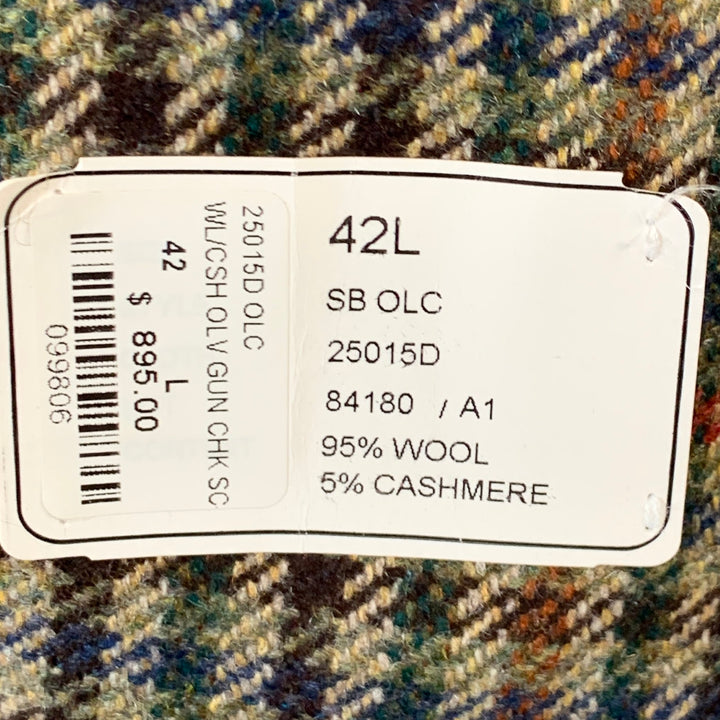 42L
SB OLC
25015D
84180 / A1
95% WOOL
5% CASHMERE
25015D OLC
WL/CSH OLV GUN CHK SC
42 L
$ 895.00
099806